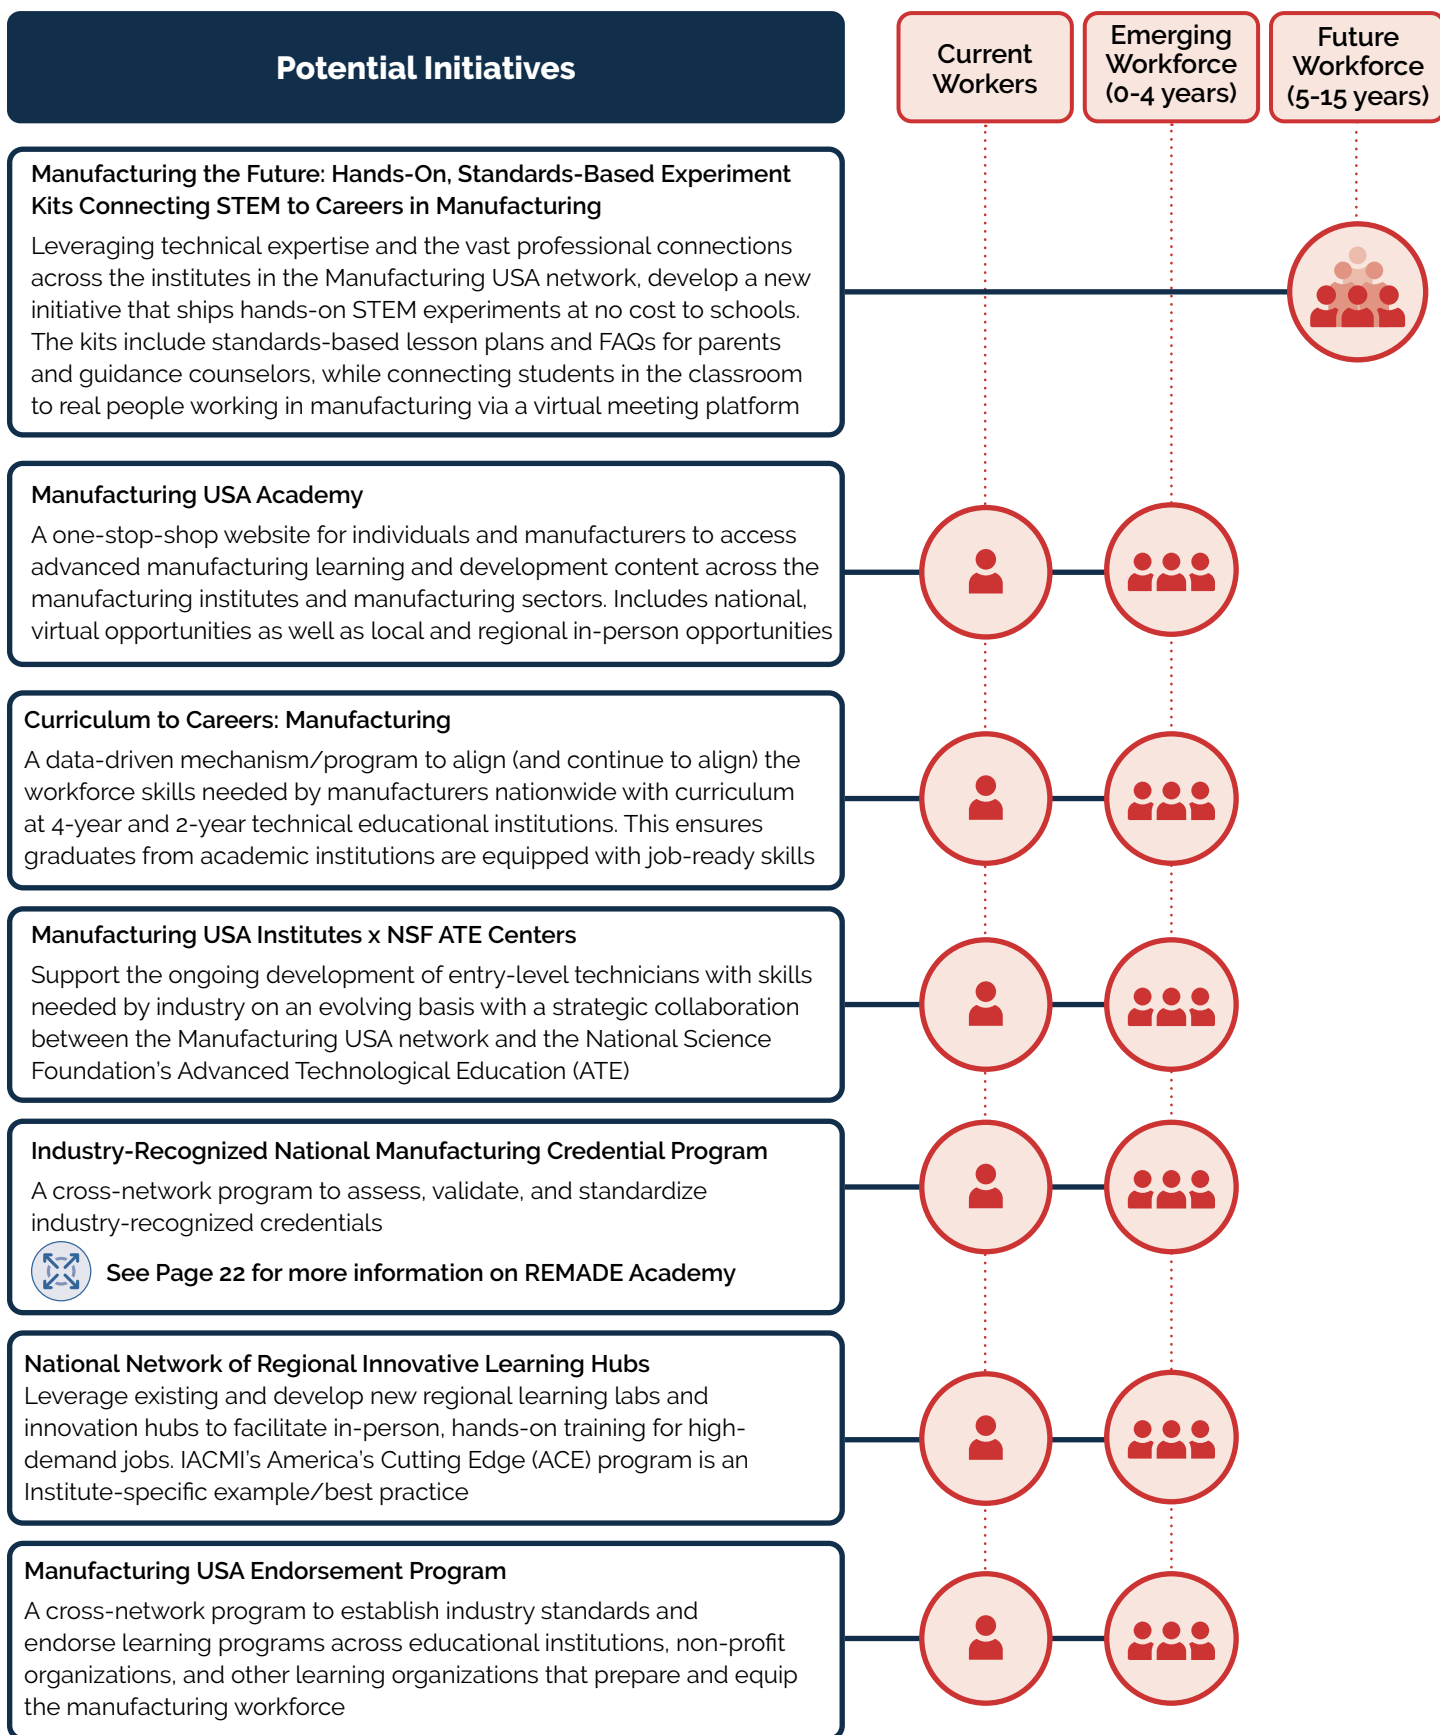 Potential Initiatives
Current
Workers
Emerging
Workforce
(0-4 years)
Future
Workforce
(5-15 years)
Manufacturing the Future: Hands-On, Standards-Based Experiment
Kits Connecting STEM to Careers in Manufacturing
Leveraging technical expertise and the vast professional connections
across the institutes in the Manufacturing USA network, develop a new
initiative that ships hands-on STEM experiments at no cost to schools.
The kits include standards-based lesson plans and FAQs for parents
and guidance counselors, while connecting students in the classroom
to real people working in manufacturing via a virtual meeting platform
Manufacturing USA Academy
A one-stop-shop website for individuals and manufacturers to access
advanced manufacturing learning and development content across the
manufacturing institutes and manufacturing sectors. Includes national,
virtual opportunities as well as local and regional in-person opportunities
Curriculum to Careers: Manufacturing
A data-driven mechanism/program to align (and continue to align) the
workforce skills needed by manufacturers nationwide with curriculum
at 4-year and 2-year technical educational institutions. This ensures
graduates from academic institutions are equipped with job-ready skills
Manufacturing USA Institutes x NSF ATE Centers
Support the ongoing development of entry-level technicians with skills
needed by industry on an evolving basis with a strategic collaboration
between the Manufacturing USA network and the National Science
Foundation's Advanced Technological Education (ATE)
Industry-Recognized National Manufacturing Credential Program
A cross-network program to assess, validate, and standardize
industry-recognized credentials
See Page 22 for more information on REMADE Academy
National Network of Regional Innovative Learning Hubs
Leverage existing and develop new regional learning labs and
innovation hubs to facilitate in-person, hands-on training for high-
demand jobs. IACMI's America's Cutting Edge (ACE) program is an
Institute-specific example/best practice
Manufacturing USA Endorsement Program
A cross-network program to establish industry standards and
endorse learning programs across educational institutions, non-profit
organizations, and other learning organizations that prepare and equip
the manufacturing workforce